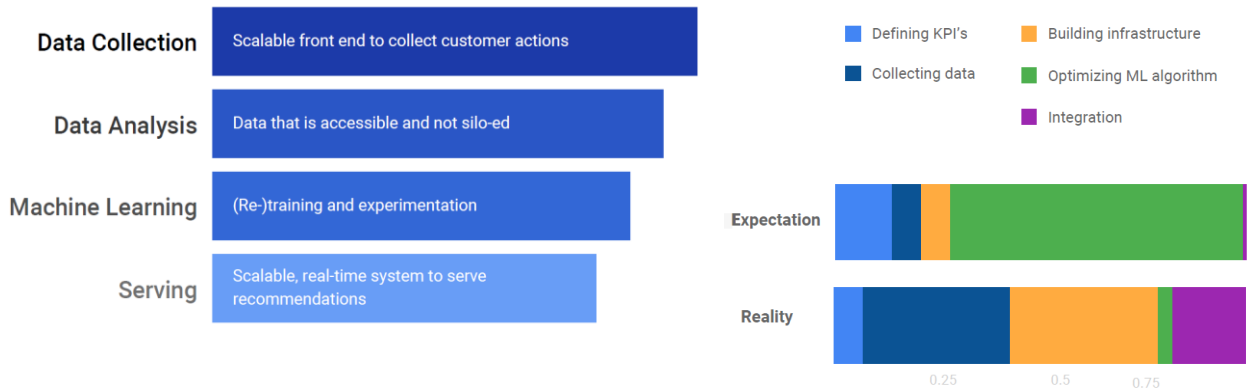 Data Collection
Scalable front end to collect customer actions
Data Analysis
Data that is accessible and not silo-ed
Machine Learning
(Re-)training and experimentation
Serving
Scalable, real-time system to serve
recommendations
Defining KPI's
Building infrastructure
Collecting data
Optimizing ML algorithm
Integration
Expectation
Reality
0.25
0.5
0.75